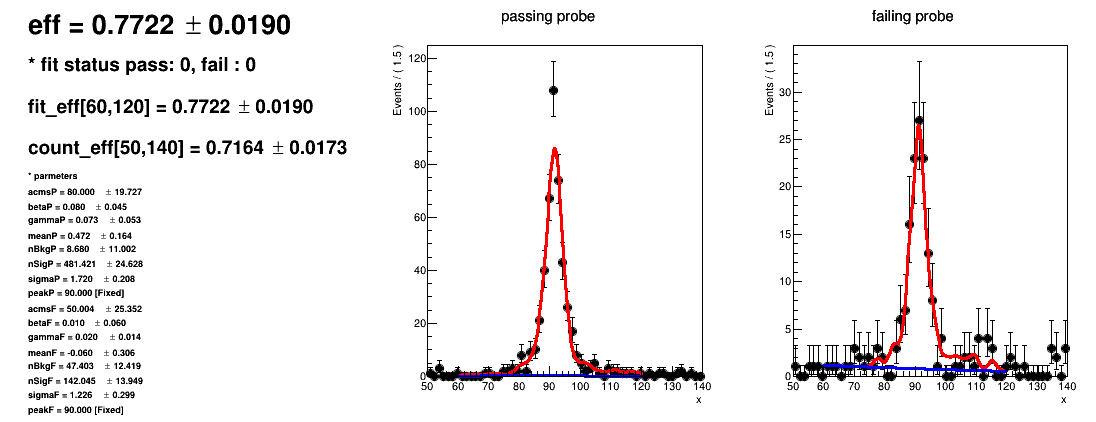 eff = 0.7722 ± 0.0190
* fit status pass: 0, fail : 0
fit_eff[60,120] = 0.7722 ± 0.0190
count_eff[50,140] = 0.7164 ± 0.0173
* parmeters
acmsP = 80.000 ± 19.727
betaP = 0.080 ± 0.045
gammaP = 0.073 ± 0.053
meanP = 0.472 ± 0.164
nBkgP = 8.680 ± 11.002
nSigP = 481.421 ± 24.628
sigmaP = 1.720 ± 0.208
peakP = 90.000 [Fixed]
acmsF = 50.004 ± 25.352
betaF = 0.010 ± 0.060
gammaF = 0.020 ± 0.014
meanF = -0.060 ± 0.306
nBkgF = 47.403 ± 12.419
nSigF = 142.045 ± 13.949
sigmaF = 1.226 ± 0.299
peakF = 90.000 [Fixed]
passing probe
Events / ( 1.5 )
120
100
80
60
40
20
0
50 60 70 80 90 100 110 120 130 140
x
failing probe
Events / ( 1.5 )
30
25
20
15
10
5
0
50 60 70 80 90 100 110 120 130 140
x